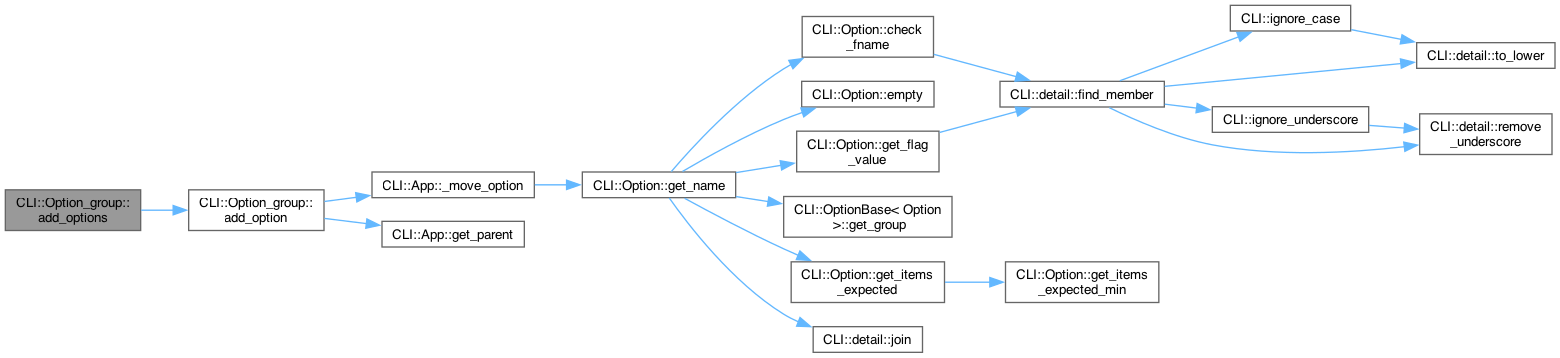 CLI::Option_group::
add_options
CLI::Option_group::
add_option
CLI::App::_move_option
CLI::App::get_parent
CLI::Option::get_name
CLI::Option::check
_fname
CLI::Option::empty
CLI::Option::get_flag
_value
CLI::OptionBase< Option
>::get_group
CLI::Option::get_items
_expected
CLI::detail::join
CLI::detail::find_member
CLI::Option::get_items
_expected_min
CLI::ignore_case
CLI::ignore_underscore
CLI::detail::to_lower
CLI::detail::remove
_underscore